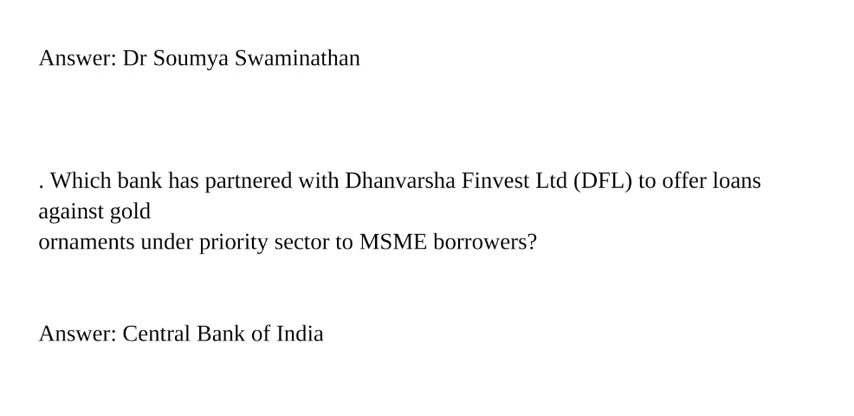 Answer: Dr Soumya Swaminathan
. Which bank has partnered with Dhanvarsha Finvest Ltd (DFL) to offer loans
against gold
ornaments under priority sector to MSME borrowers?
Answer: Central Bank of India